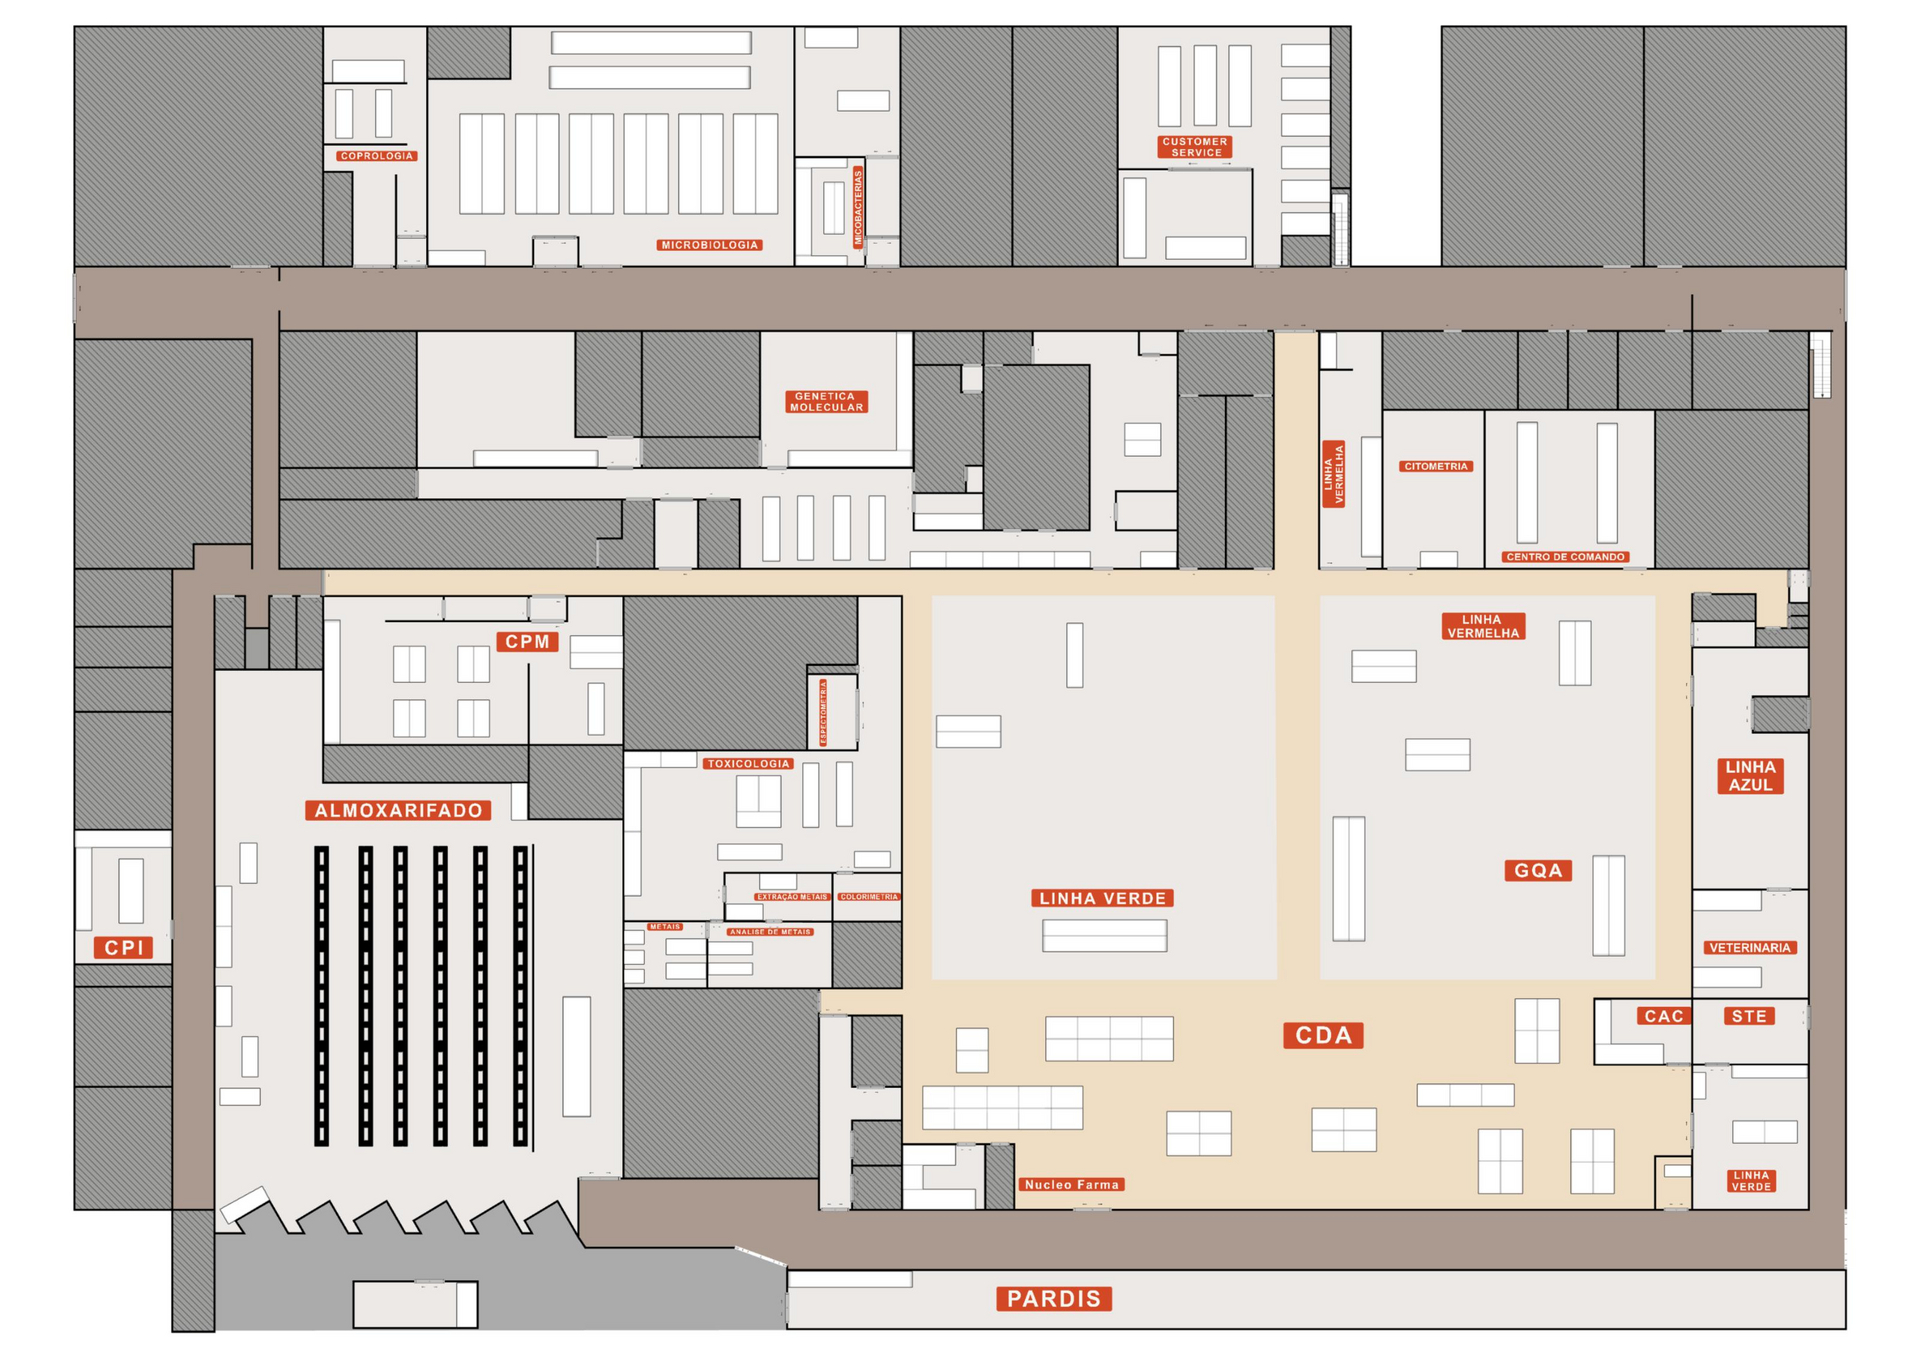 CUSTOMER
SERVICE
COPROLOGIA
MICOBACTERIAS
MICROBIOLOGIA
GENETICA
MOLECULAR
LINHA
VERMELHA
CITOMETRIA
CENTRO DE COMANDO
LINHA
VERMELHA
CPM
ESPECTOMETRIA
TOXICOLOGIA
LINHA
AZUL
ALMOXARIFADO
GQA
EXTRAÇÃO METAIS
COLORIMETRIA
LINHA VERDE
METAIS
ANALISE DE METAIS
CPI
VETERINARIA
CAC
STE
CDA
Nucleo Farma
LINHA
VERDE
PARDIS